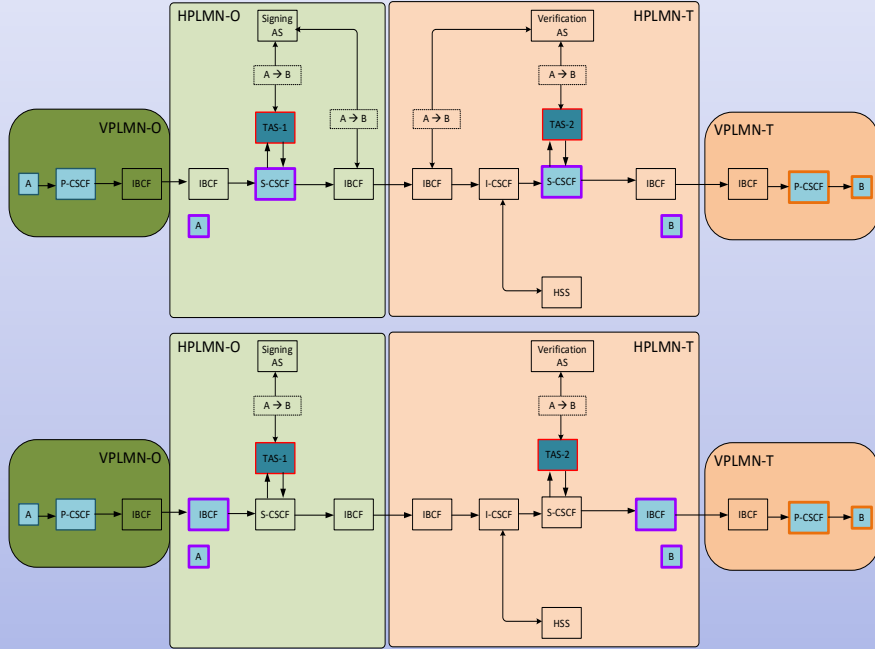 HPLMN-O
Signing
AS
Verification
AS
HPLMN-T
A → B
A → B
A → B
A → B
VPLMN-O
TAS-1
TAS-2
VPLMN-T
A
P-CSCF
IBCF
IBCF
S-CSCF
IBCF
IBCF
I-CSCF
S-CSCF
IBCF
IBCF
P-CSCF
B
A
B
HSS
HPLMN-O
Signing
AS
Verification
AS
HPLMN-T
A → B
A → B
VPLMN-O
TAS-1
TAS-2
VPLMN-T
A
P-CSCF
IBCF
IBCF
S-CSCF
IBCF
IBCF
I-CSCF
S-CSCF
IBCF
IBCF
P-CSCF
B
A
B
HSS